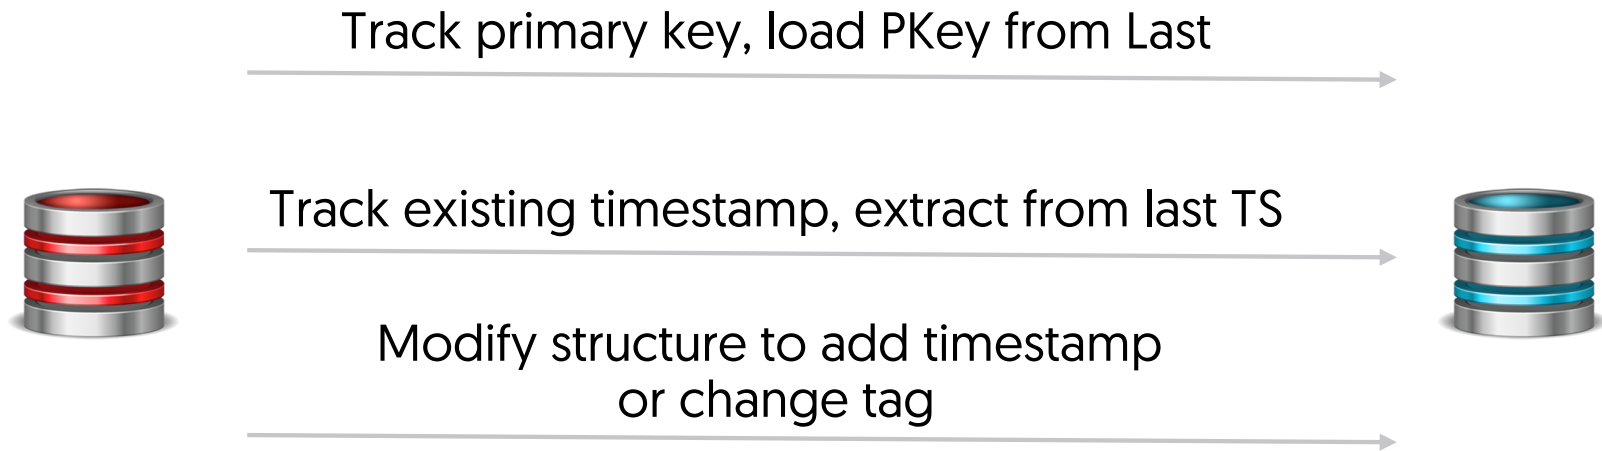 Track primary key, load PKey from Last
Track existing timestamp, extract from last TS
Modify structure to add timestamp
or change tag